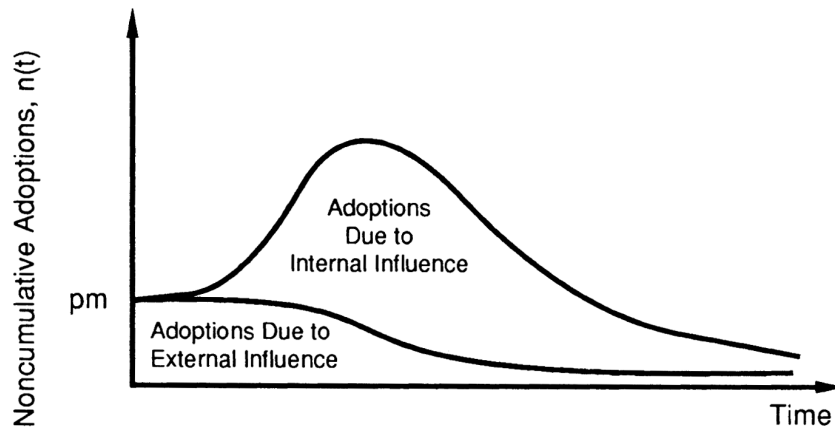 Noncumulative Adoptions, n(t)
Adoptions
Due to
Internal Influence
pm
Adoptions Due to
External Influence
Time